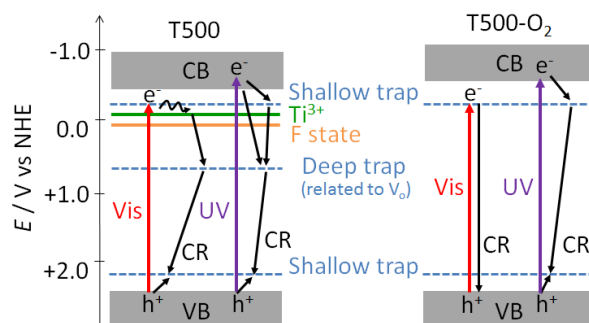 T500
T500-O₂
E / V vs NHE
-1.0
0.0
+1.0
+2.0
CB
e⁻
e⁻
Shallow trap
Ti³⁺
F state
Deep trap
(related to Vₒ)
Vis
UV
CR
CR
Shallow trap
h⁺
VB
h⁺
CB
e⁻
e⁻
Vis
UV
CR
CR
h⁺
VB
h⁺